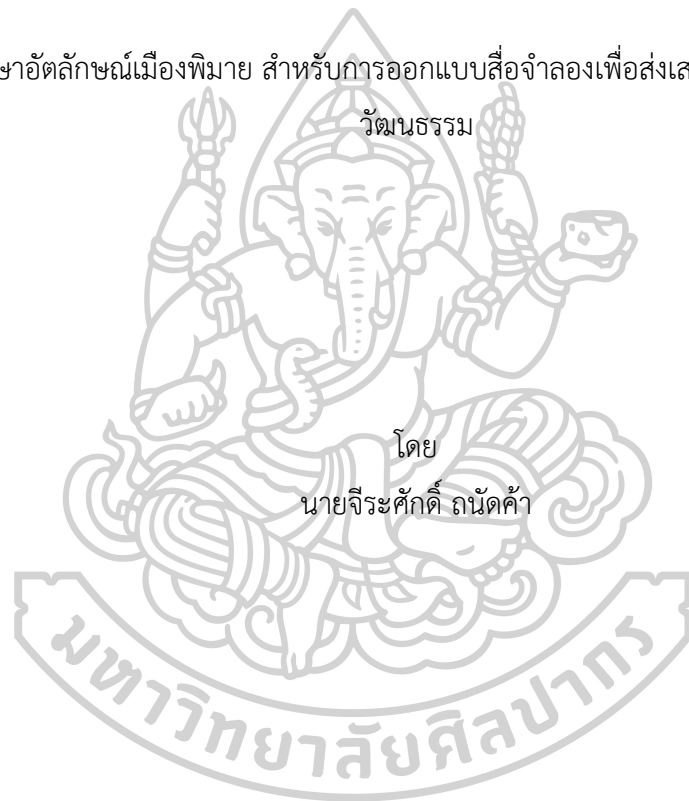 ษาอัตลักษณ์เมืองพิมาย สำหรับการออกแบบสื่อจำลองเพื่อส่งเส
วัฒนธรรม
โดย
นายจีระศักดิ์ ถนัดค้า
มหาวิทยาลัยศิลปากร